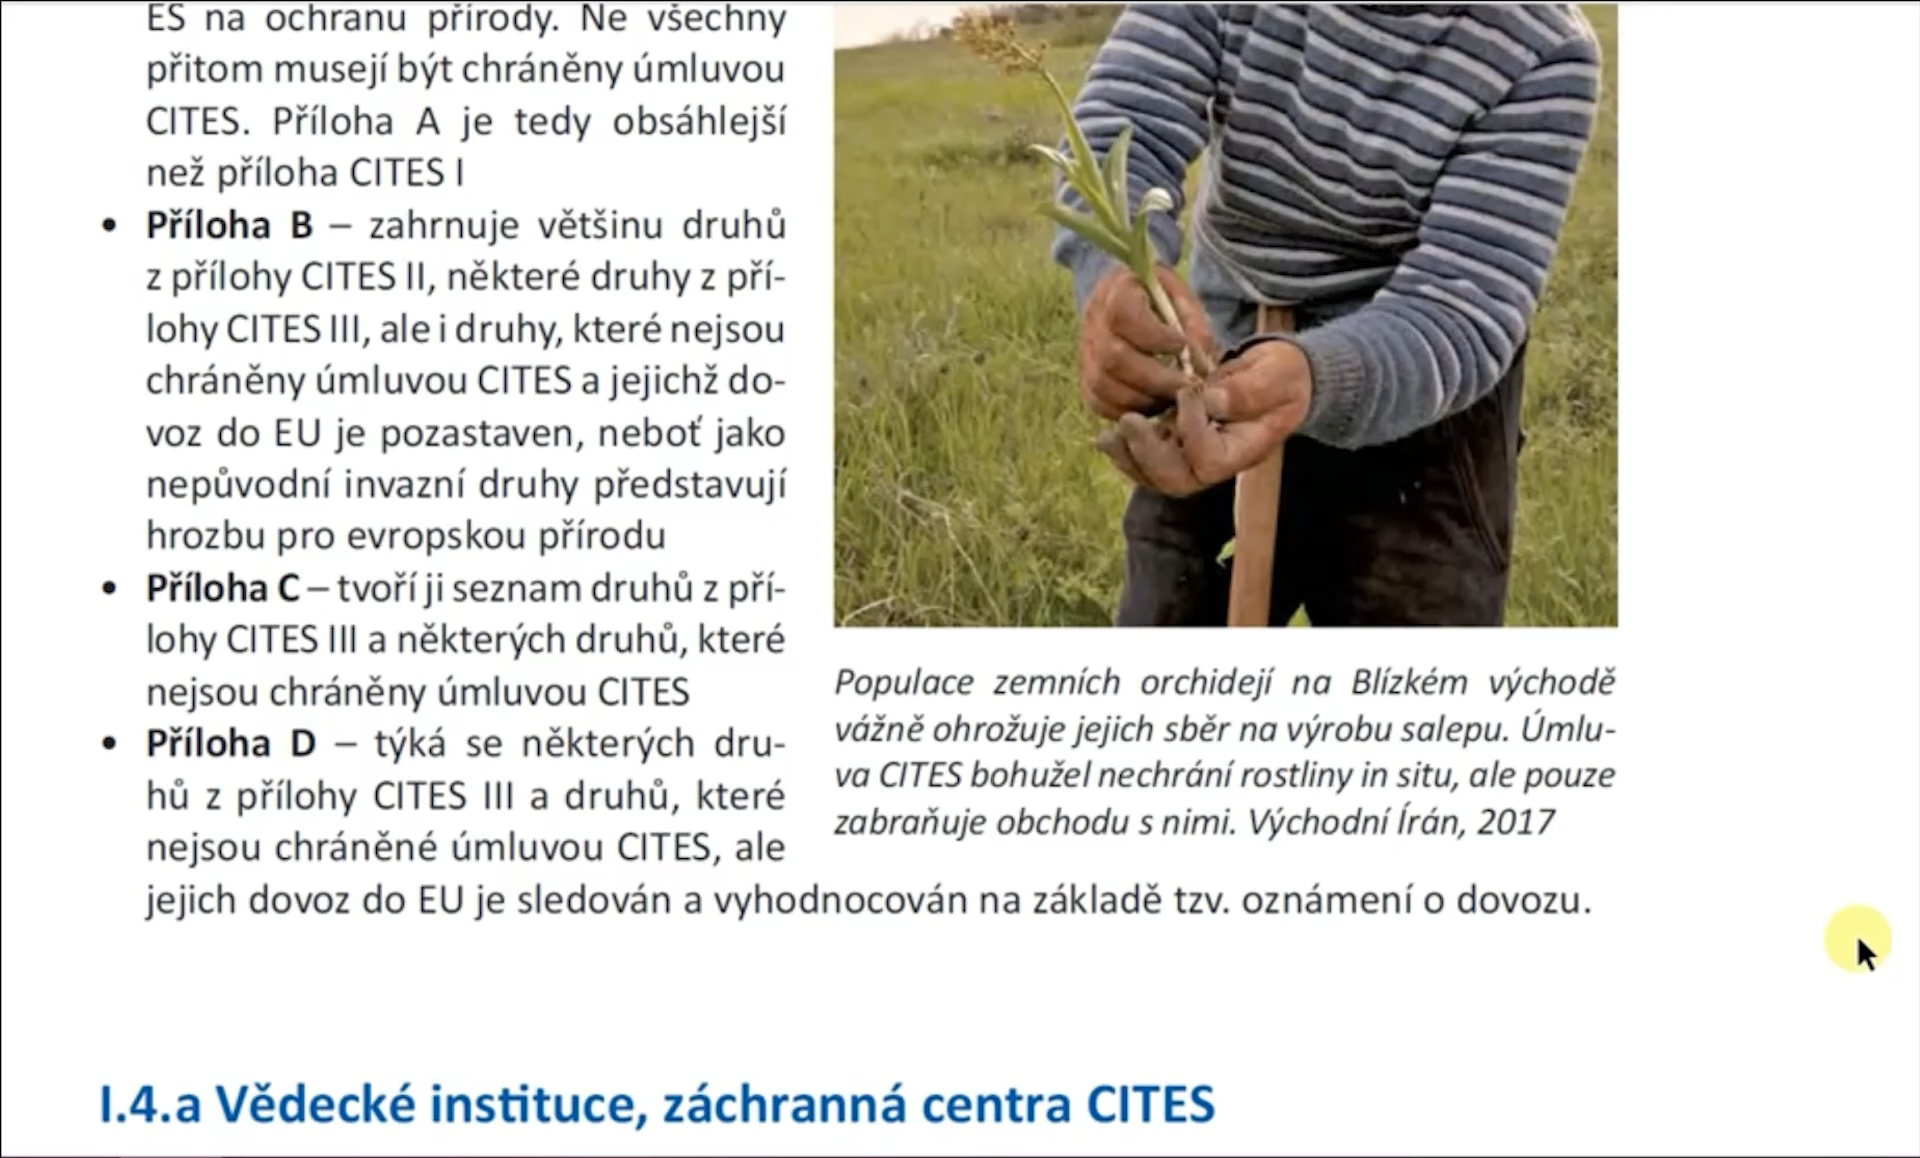 ES na ochranu přírody. Ne všechny
přitom musejí být chráněny úmluvou
CITES. Příloha A je tedy obsáhlejší
než příloha CITES I
• Příloha B – zahrnuje většinu druhů
z přílohy CITES II, některé druhy z pří-
lohy CITES III, ale i druhy, které nejsou
chráněny úmluvou CITES a jejichž do-
voz do EU je pozastaven, neboť jako
nepůvodní invazní druhy představují
hrozbu pro evropskou přírodu
• Příloha C – tvoří ji seznam druhů z pří-
lohy CITES III a některých druhů, které
nejsou chráněny úmluvou CITES
• Příloha D – týká se některých dru-
hů z přílohy CITES III a druhů, které
nejsou chráněné úmluvou CITES, ale
jejich dovoz do EU je sledován a vyhodnocován na základě tzv. oznámení o dovozu.
Populace zemních orchidejí na Blízkém východě
vážně ohrožuje jejich sběr na výrobu salepu. Úmlu-
va CITES bohužel nechrání rostliny in situ, ale pouze
zabraňuje obchodu s nimi. Východní Írán, 2017
I.4.a Vědecké instituce, záchranná centra CITES